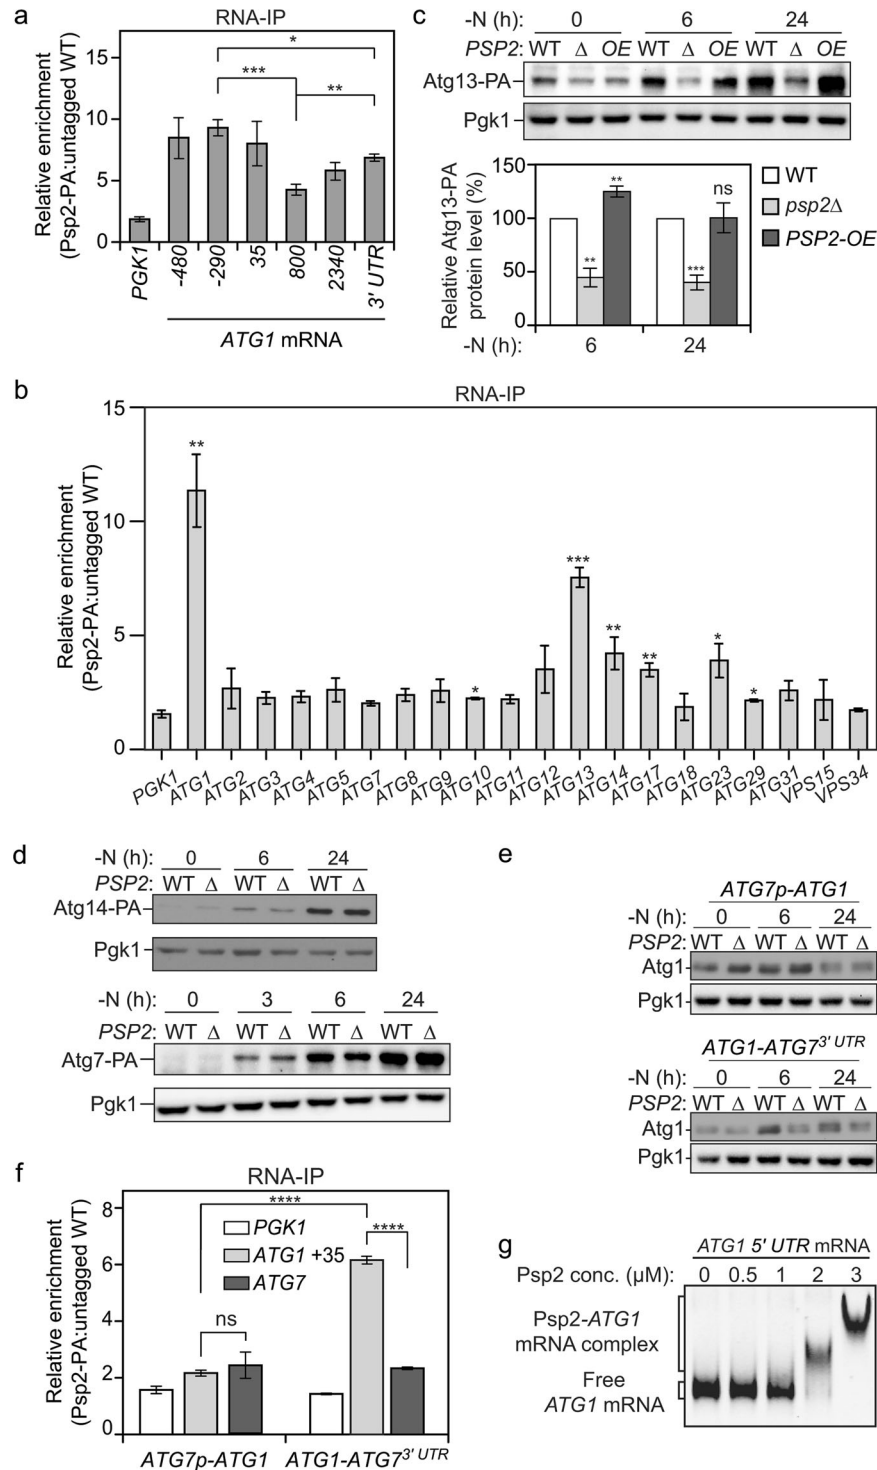 a
RNA-IP
Relative enrichment
(Psp2-PA:untagged WT)
15
10
5
0
*
***
**
PGK1
-480
-290
35
800
2340
3' UTR
ATG1 mRNA
c
-N (h): 0 6 24
PSP2: WT Δ OE WT Δ OE WT Δ OE
Atg13-PA
Pgk1
Relative Atg13-PA
protein level (%)
150
100
50
0
**
**
***
ns
-N (h): 6 24
WT
psp2Δ
PSP2-OE
b
RNA-IP
Relative enrichment
(Psp2-PA:untagged WT)
15
10
5
0
**
*
***
**
**
*
*
PGK1
ATG1
ATG2
ATG3
ATG4
ATG5
ATG7
ATG8
ATG9
ATG10
ATG11
ATG12
ATG13
ATG14
ATG17
ATG18
ATG23
ATG29
ATG31
VPS15
VPS34
d
-N (h): 0 6 24
PSP2: WT Δ WT Δ WT Δ
Atg14-PA
Pgk1
-N (h): 0 3 6 24
PSP2: WT Δ WT Δ WT Δ WT Δ
Atg7-PA
Pgk1
e
ATG7p-ATG1
-N (h): 0 6 24
PSP2: WT Δ WT Δ WT Δ
Atg1
Pgk1
ATG1-ATG73' UTR
-N (h): 0 6 24
PSP2: WT Δ WT Δ WT Δ
Atg1
Pgk1
f
RNA-IP
Relative enrichment
(Psp2-PA:untagged WT)
8
6
4
2
0
****
****
ns
PGK1
ATG1 +35
ATG7
ATG7p-ATG1
ATG1-ATG73' UTR
g
ATG1 5' UTR mRNA
Psp2 conc. (µM): 0 0.5 1 2 3
Psp2-ATG1
mRNA complex
Free
ATG1 mRNA